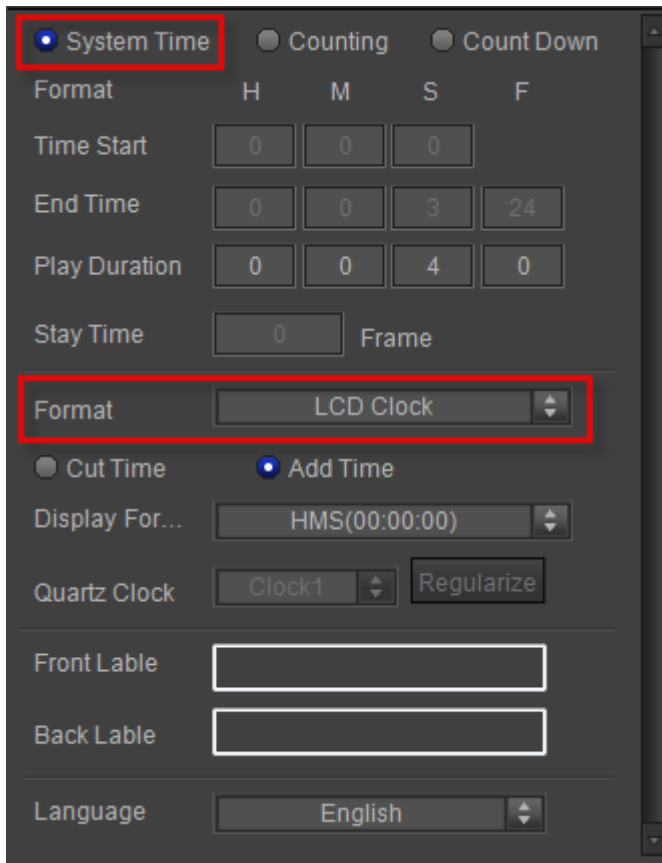 System Time Counting Count Down
Format H M S F
Time Start 0 0 0
End Time 0 0 3 24
Play Duration 0 0 4 0
Stay Time 0 Frame
Format LCD Clock
Cut Time Add Time
Display For... HMS(00:00:00)
Quartz Clock Clock1 Regularize
Front Lable
Back Lable
Language English